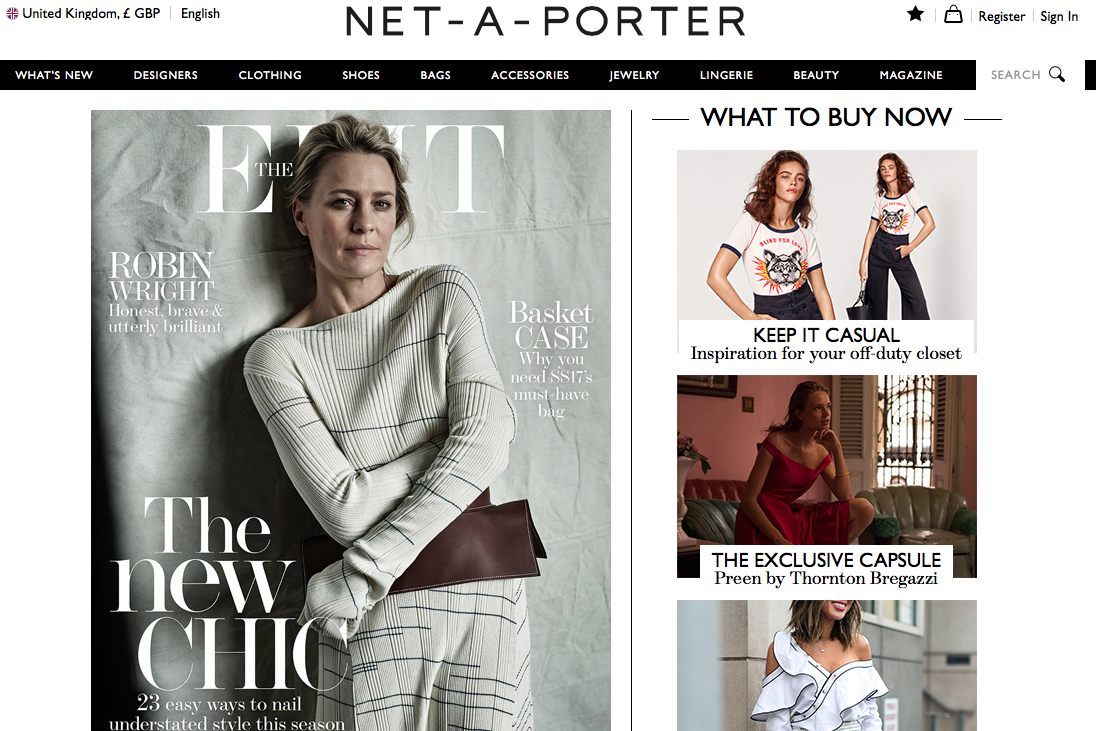 United Kingdom, £ GBP
English
NET-A-PORTER
Register
Sign In
WHAT'S NEW
DESIGNERS
CLOTHING
SHOES
BAGS
ACCESSORIES
JEWELRY
LINGERIE
BEAUTY
MAGAZINE
SEARCH
THE
EDIT
ROBIN
WRIGHT
Honest, brave &
utterly brilliant
Basket
CASE
Why you
need SS17's
must-have
bag
The
new
CHIC
23 easy ways to nail
understated style this season
WHAT TO BUY NOW
BLIND FOR LOVE
KEEP IT CASUAL
Inspiration for your off-duty closet
THE EXCLUSIVE CAPSULE
Preen by Thornton Bregazzi